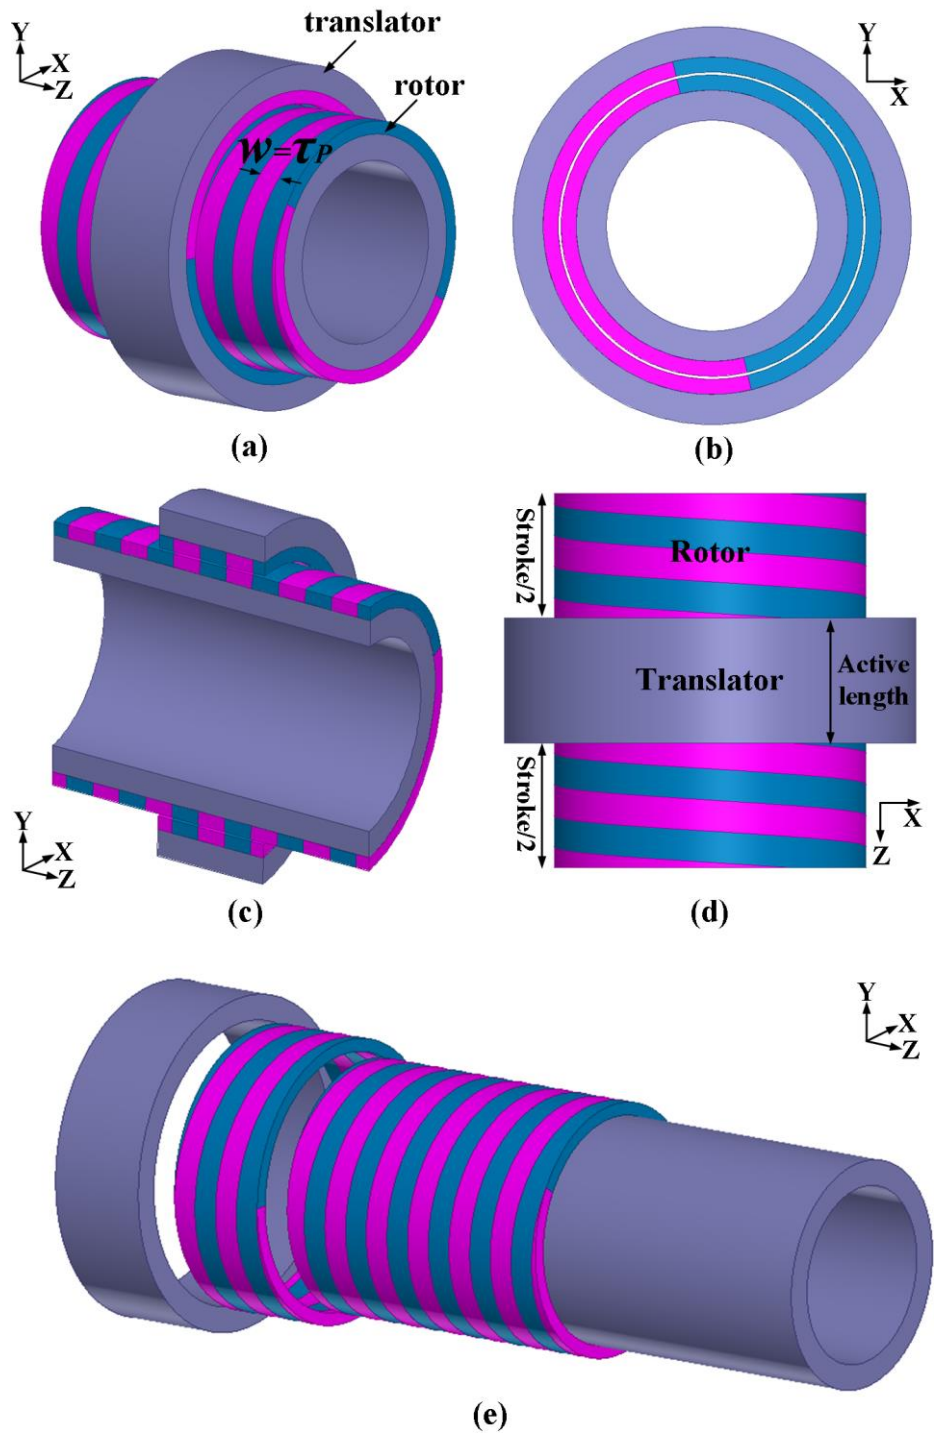 Y
X
Z
translator
rotor
w=τP
(a)
Y
X
(b)
Y
X
Z
(c)
Stroke/2
Rotor
Translator
Active
length
Stroke/2
X
Z
(d)
Y
X
Z
(e)